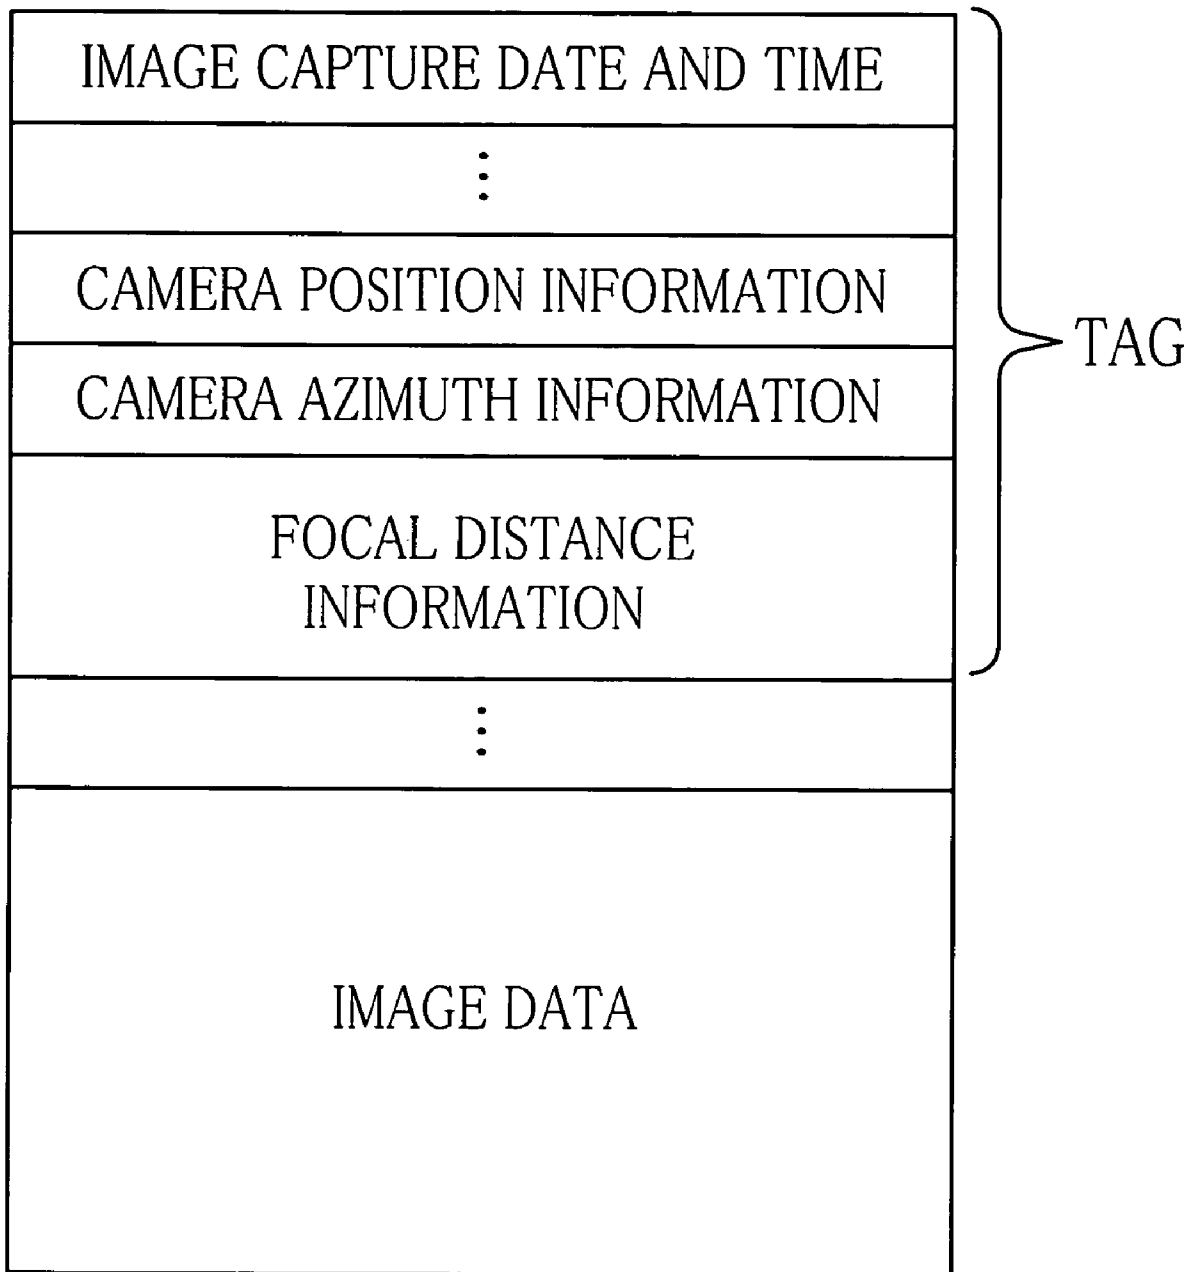 IMAGE CAPTURE DATE AND TIME
⋮
CAMERA POSITION INFORMATION
CAMERA AZIMUTH INFORMATION
TAG
FOCAL DISTANCE
INFORMATION
⋮
IMAGE DATA